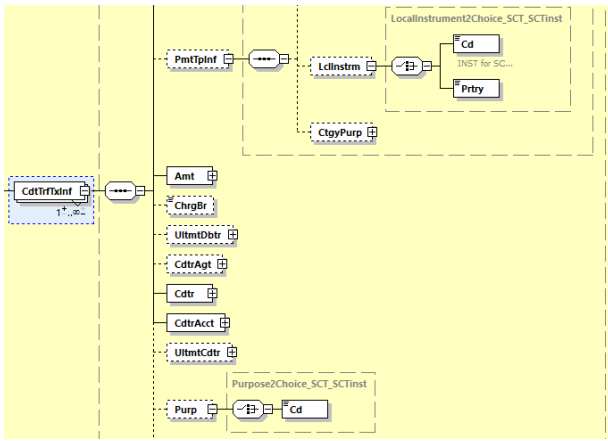 LocalInstrument2Choice_SCT_SCTinst
Cd
INST for SC...
PmtTpInf
LclInstrm
Prtry
CtgyPurp
Amt
CdtTrfTxInf
1..∞
ChrgBr
UltmtDbtr
CdtrAgt
Cdtr
CdtrAcct
UltmtCdtr
Purpose2Choice_SCT_SCTinst
Purp
Cd